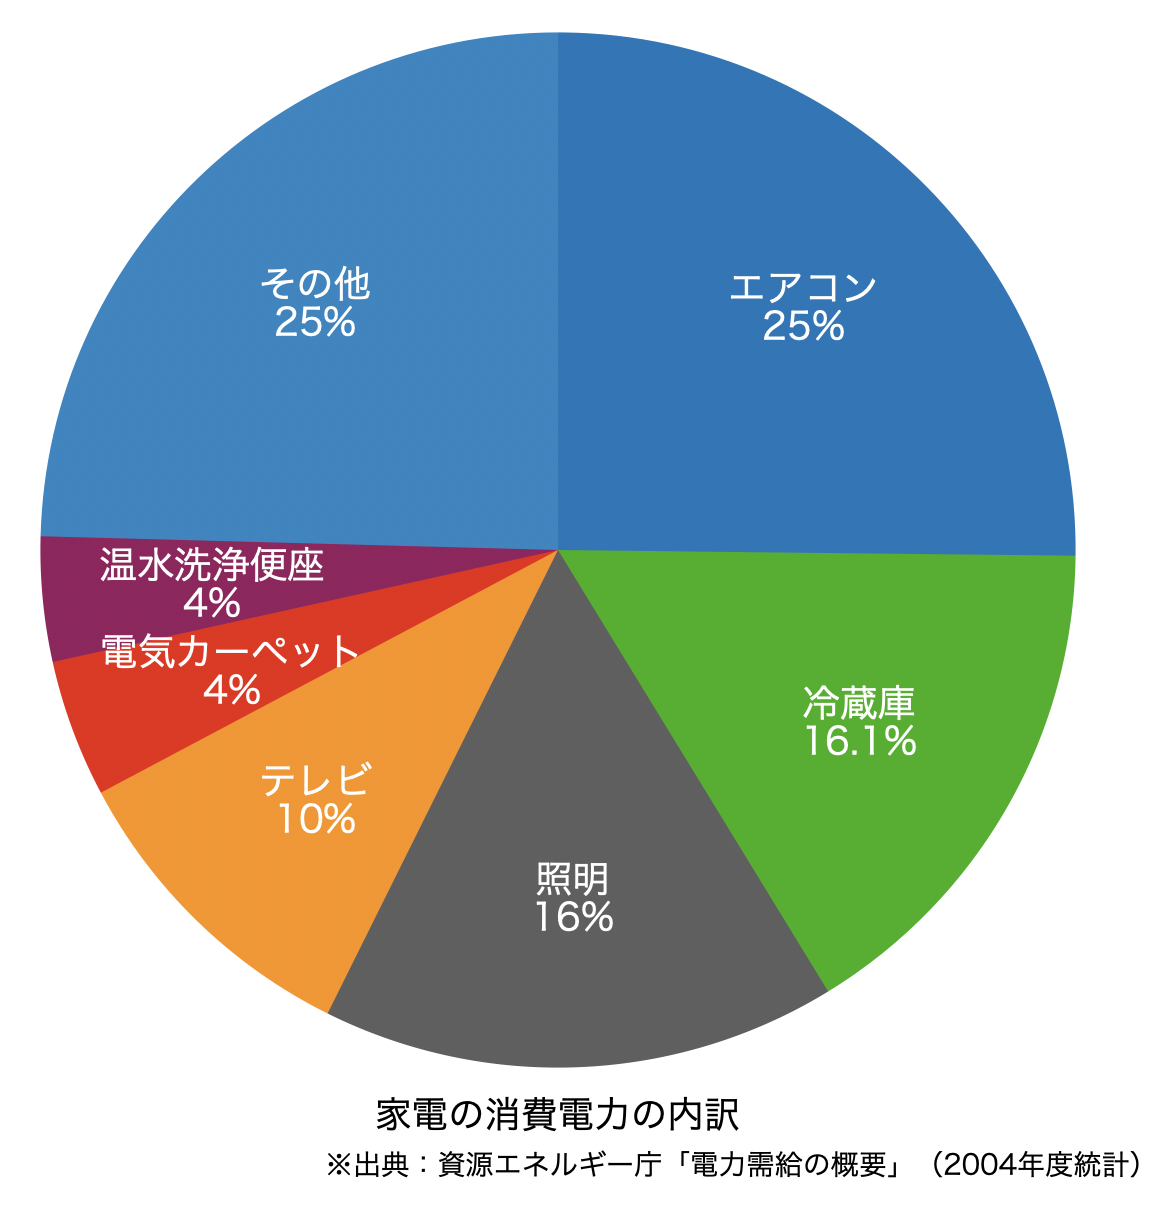 その他
25%
エアコン
25%
温水洗浄便座
4%
電気カーペット
4%
冷蔵庫
16.1%
テレビ
10%
照明
16%
家電の消費電力の内訳
※出典：資源エネルギー庁「電力需給の概要」（2004年度統計）